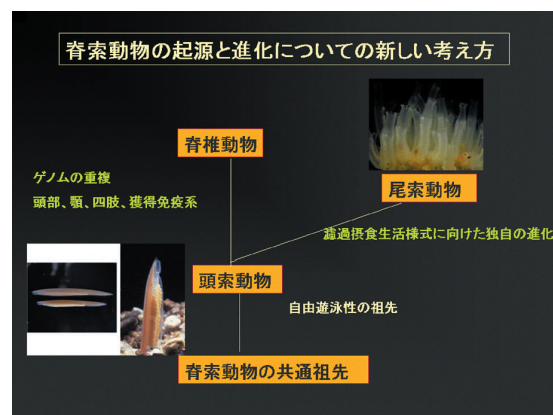 脊索動物の起源と進化についての新しい考え方
脊椎動物
ゲノムの重複
頭部、顎、四肢、獲得免疫系
尾索動物
濾過摂食生活様式に向けた独自の進化
頭索動物
自由遊泳性の祖先
脊索動物の共通祖先